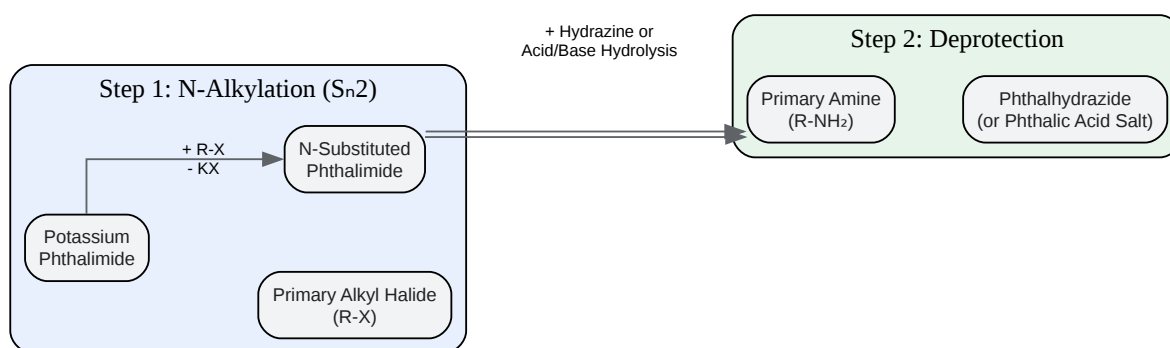 Step 1: N-Alkylation (Sₙ2)
+ R-X
- KX
N-Substituted
Phthalimide
Potassium
Phthalimide
Primary Alkyl Halide
(R-X)
+ Hydrazine or
Acid/Base Hydrolysis
Step 2: Deprotection
Primary Amine
(R-NH₂)
Phthalhydrazide
(or Phthalic Acid Salt)